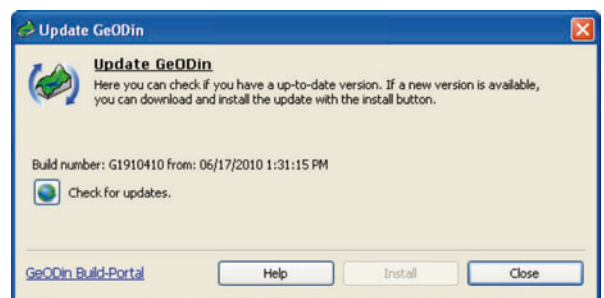 Update GeODin
Update GeODin
Here you can check if you have a up-to-date version. If a new version is available,
you can download and install the update with the install button.
Build number: G1910410 from: 06/17/2010 1:31:15 PM
Check for updates.
GeODin Build-Portal
Help
Install
Close